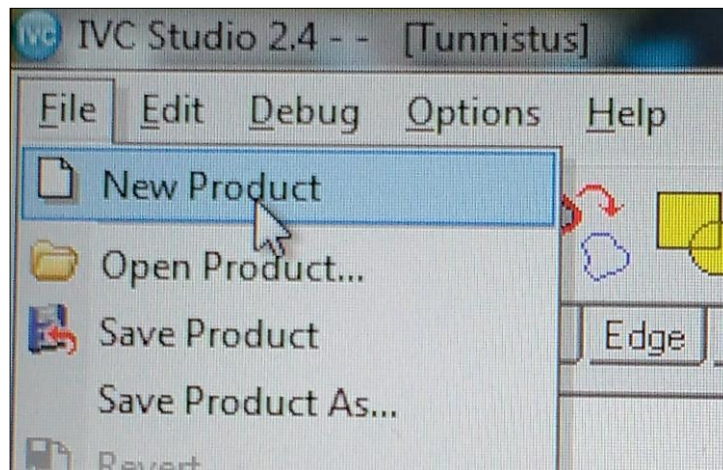 IVC IVC Studio 2.4 - - [Tunnistus]
File Edit Debug Options Help
New Product
Open Product...
Save Product
Edge
Save Product As...
Revert